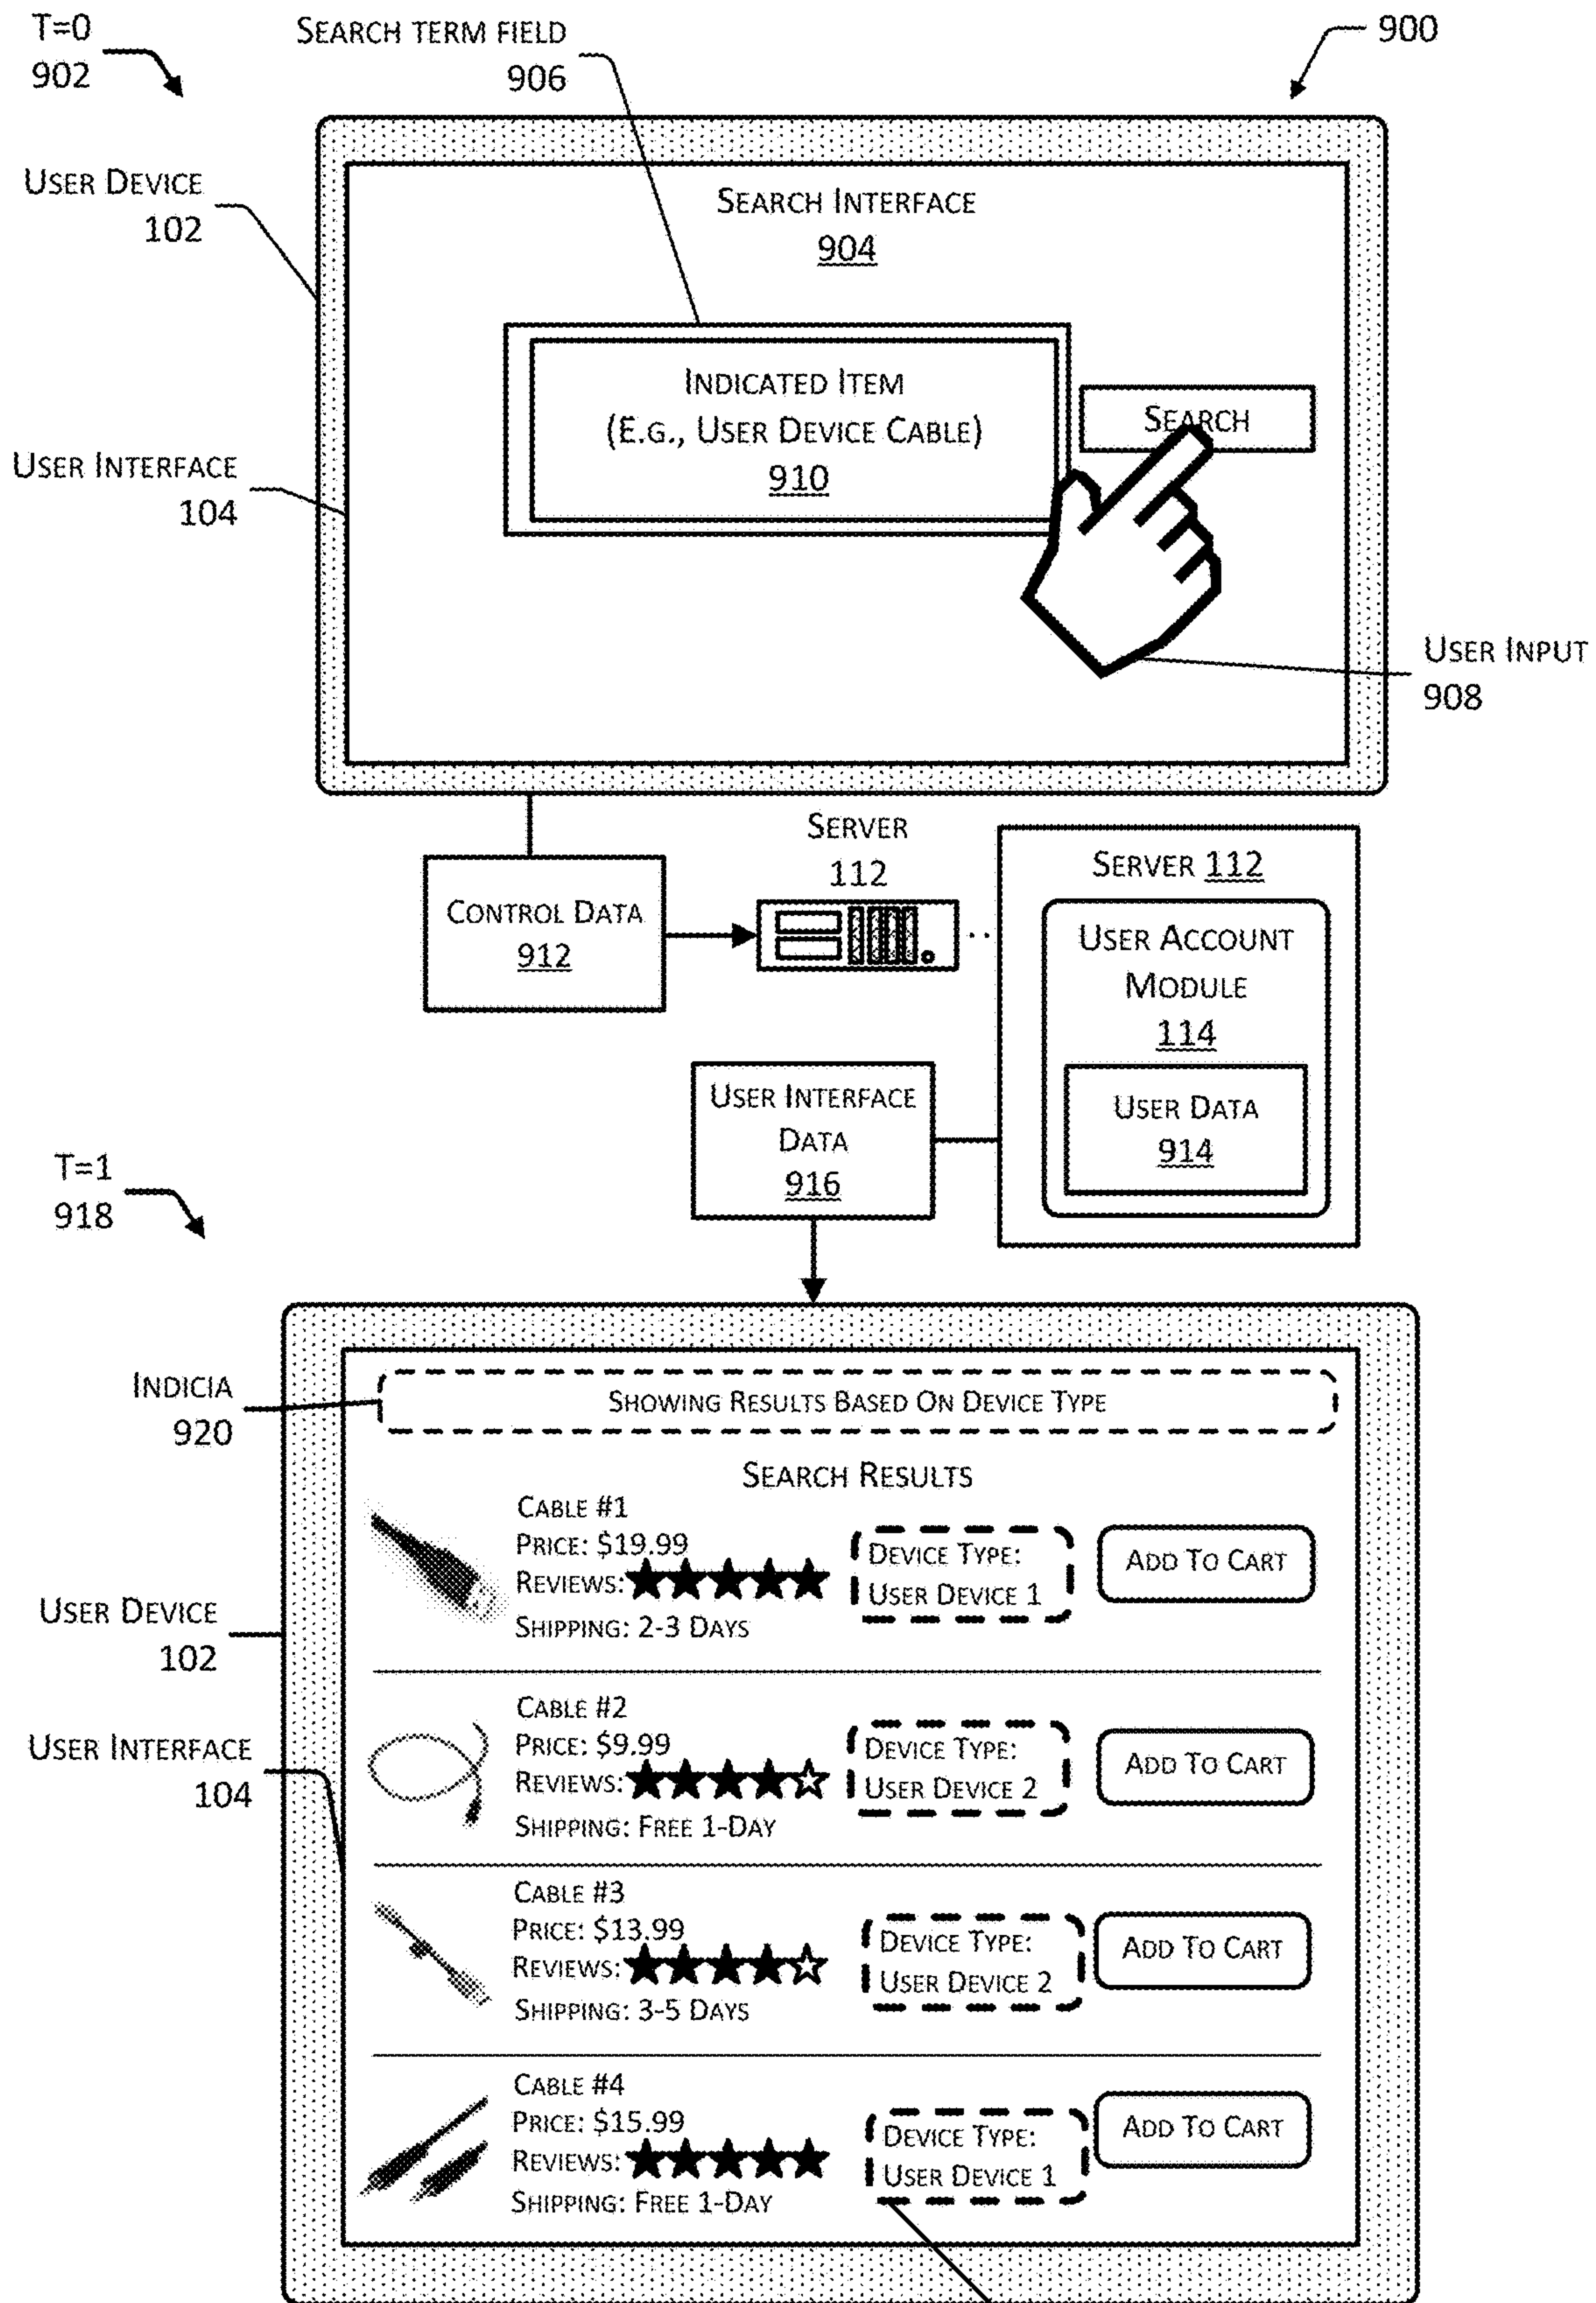 T=0
902
SEARCH TERM FIELD
906
900
USER DEVICE
102
SEARCH INTERFACE
904
INDICATED ITEM
(E.G., USER DEVICE CABLE)
910
SEARCH
USER INTERFACE
104
USER INPUT
908
CONTROL DATA
912
SERVER
112
SERVER 112
USER ACCOUNT
MODULE
114
USER DATA
914
USER INTERFACE
DATA
916
T=1
918
INDICIA
920
SHOWING RESULTS BASED ON DEVICE TYPE
SEARCH RESULTS
CABLE #1
PRICE: $19.99
REVIEWS:
SHIPPING: 2-3 DAYS
DEVICE TYPE:
USER DEVICE 1
ADD TO CART
USER DEVICE
102
CABLE #2
PRICE: $9.99
REVIEWS:
SHIPPING: FREE 1-DAY
DEVICE TYPE:
USER DEVICE 2
ADD TO CART
USER INTERFACE
104
CABLE #3
PRICE: $13.99
REVIEWS:
SHIPPING: 3-5 DAYS
DEVICE TYPE:
USER DEVICE 2
ADD TO CART
CABLE #4
PRICE: $15.99
REVIEWS:
SHIPPING: FREE 1-DAY
DEVICE TYPE:
USER DEVICE 1
ADD TO CART